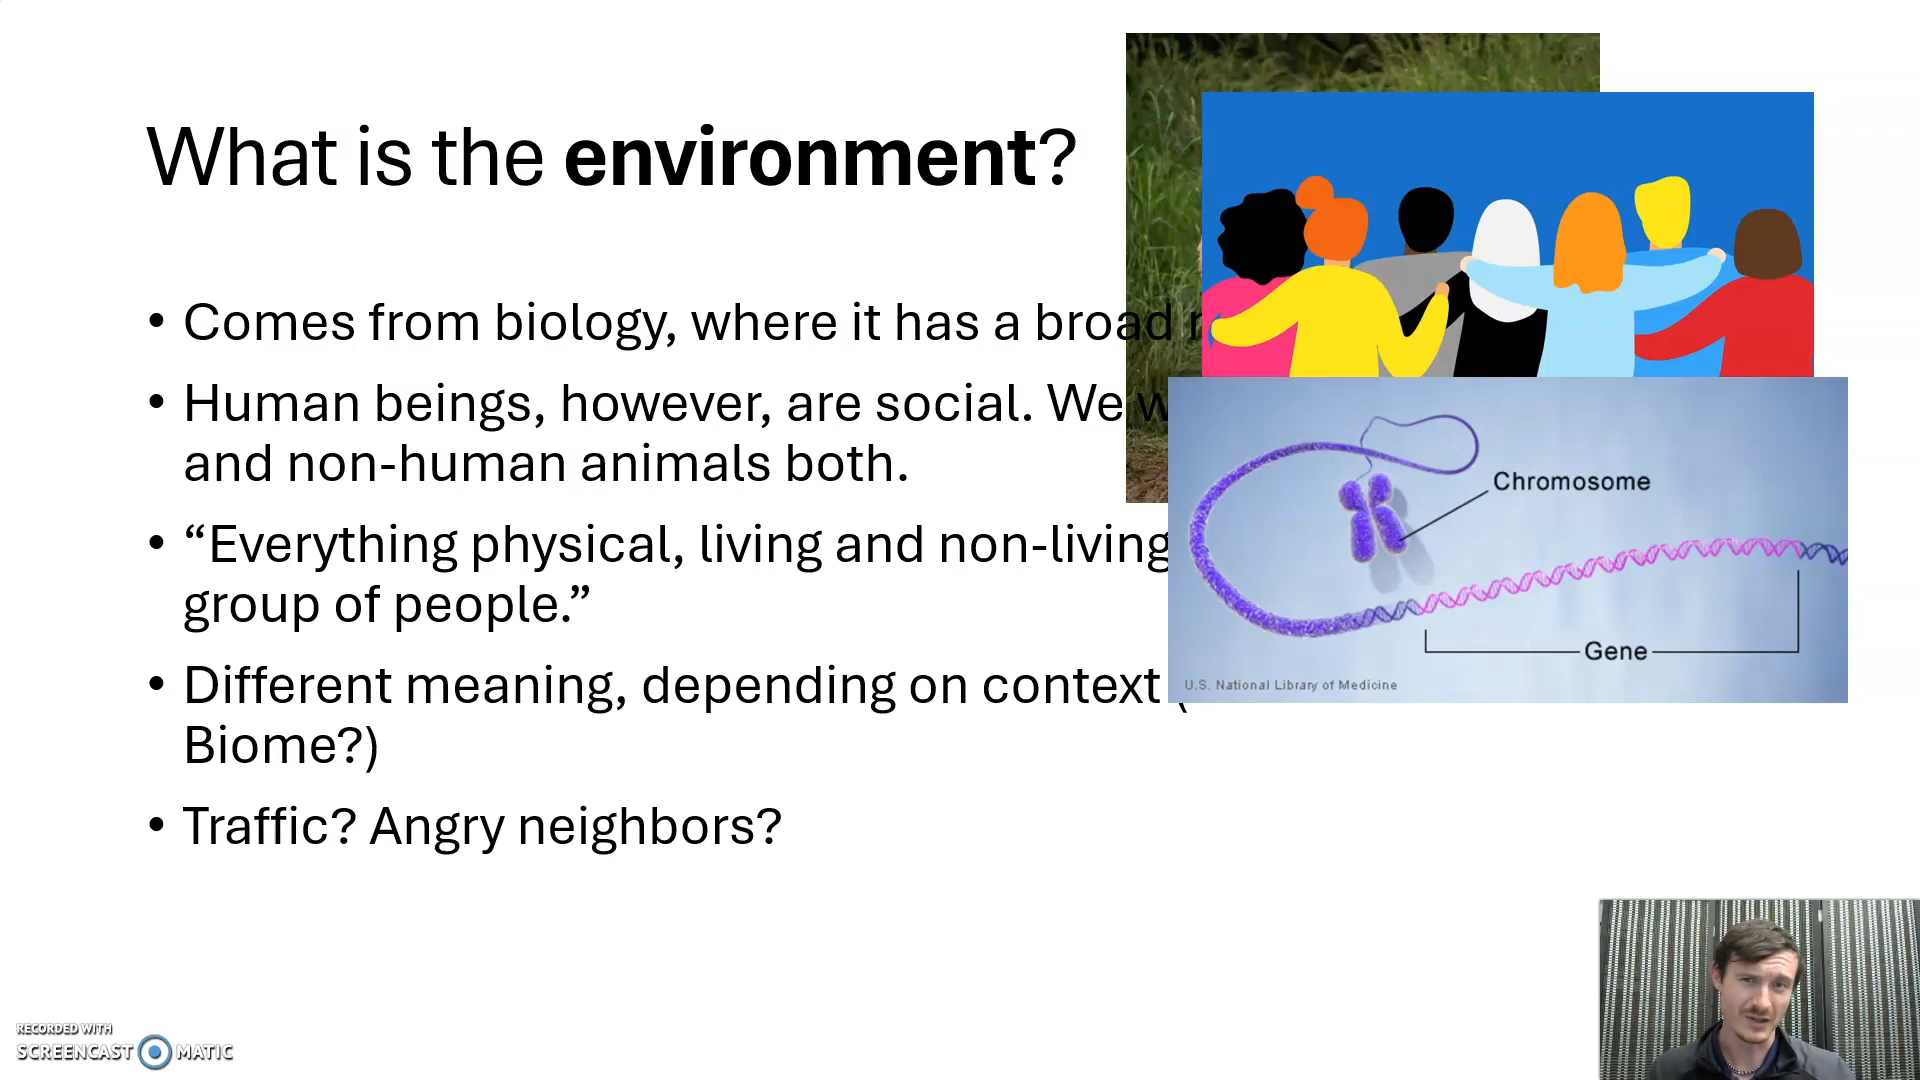 What is the environment?
• Comes from biology, where it has a broad
• Human beings, however, are social. We
and non-human animals both.
• “Everything physical, living and non-living
group of people.”
• Different meaning, depending on context (
Biome?)
• Traffic? Angry neighbors?
Chromosome
Gene
U.S. National Library of Medicine
RECORDED WITH
SCREENCAST MATIC